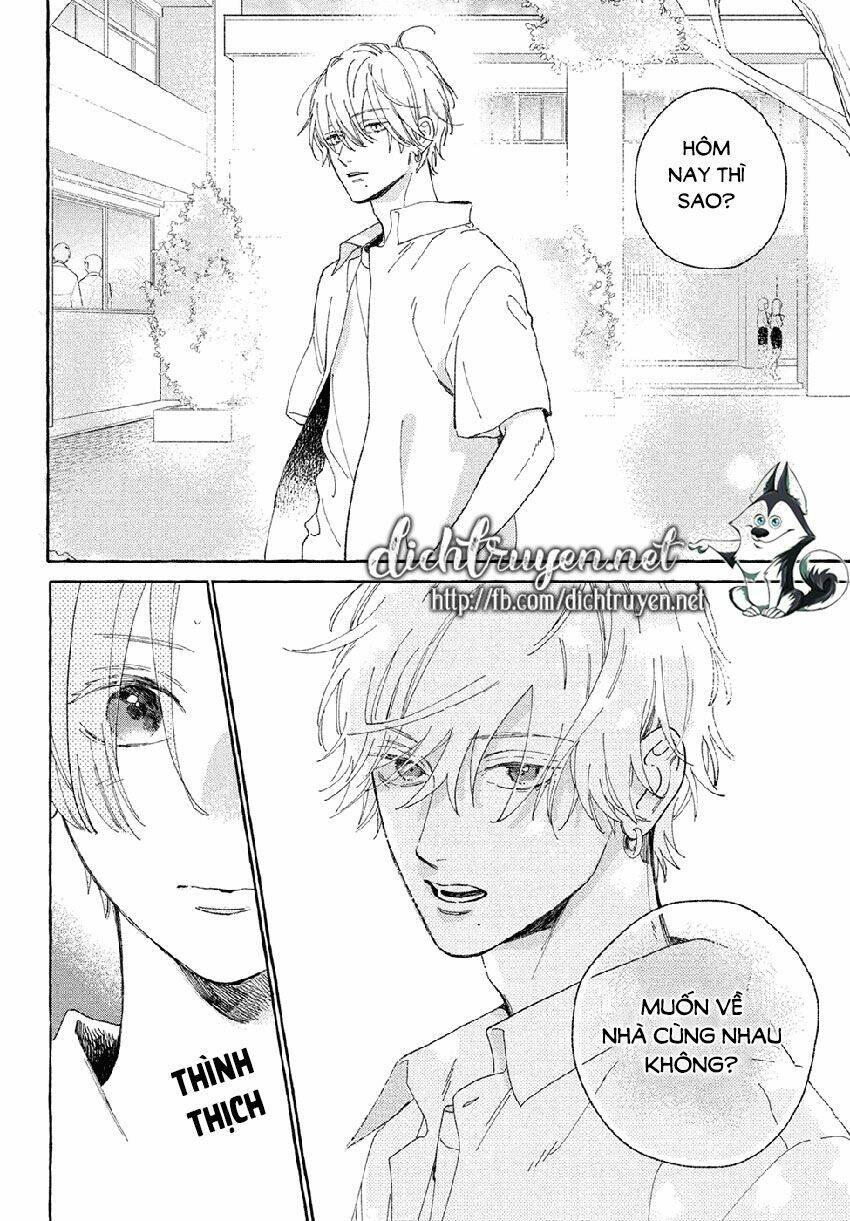 HÔM
NAY THÌ
SAO?
dichtruyen.net
http://fb.com/dichtruyen.net
MUỐN VỀ
NHÀ CÙNG NHAU
KHÔNG?
THÌNH
THỊCH